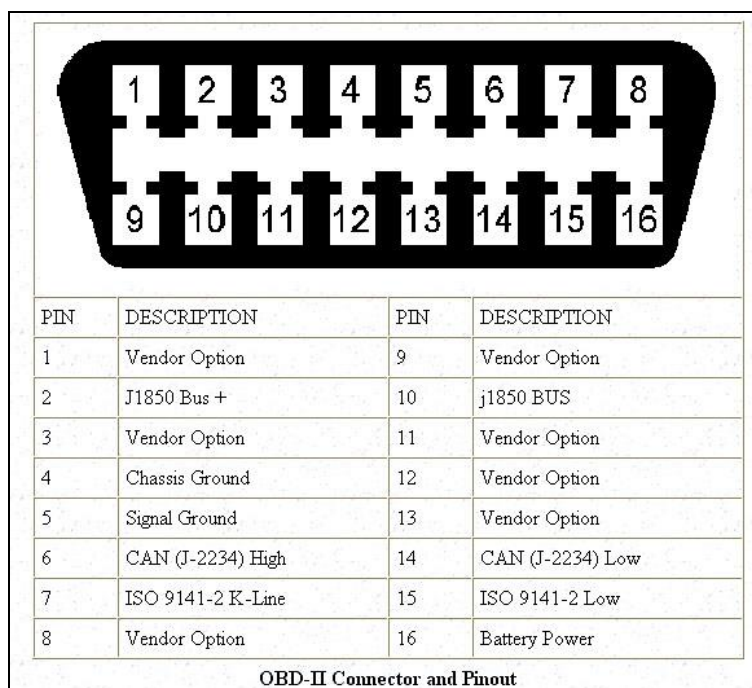 1 2 3 4 5 6 7 8
9 10 11 12 13 14 15 16
PIN DESCRIPTION PIN DESCRIPTION
1 Vendor Option 9 Vendor Option
2 J1850 Bus + 10 j1850 BUS
3 Vendor Option 11 Vendor Option
4 Chassis Ground 12 Vendor Option
5 Signal Ground 13 Vendor Option
6 CAN (J-2234) High 14 CAN (J-2234) Low
7 ISO 9141-2 K-Line 15 ISO 9141-2 Low
8 Vendor Option 16 Battery Power
OBD-II Connector and Pinout